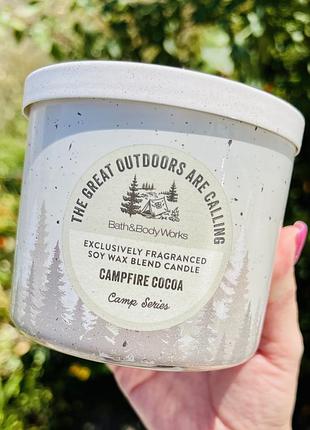 THE GREAT OUTDOORS ARE CALLING
Bath&BodyWorks
EXCLUSIVELY FRAGRANCED
SOY WAX BLEND CANDLE
CAMPFIRE COCOA
Camp Series